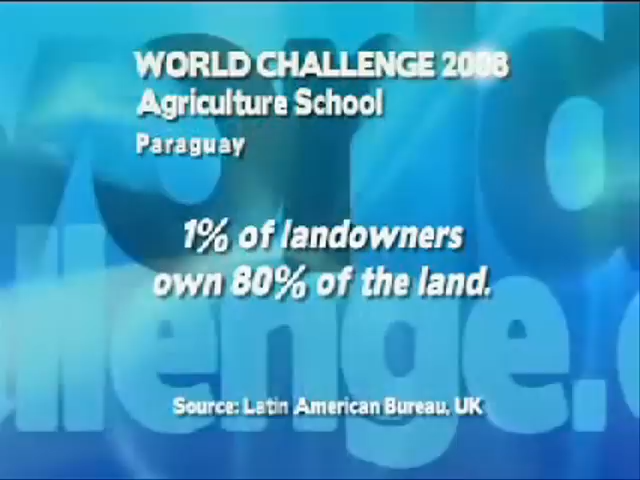 WORLD CHALLENGE 2008
Agriculture School
Paraguay
1% of landowners
own 80% of the land.
Source: Latin American Bureau, UK